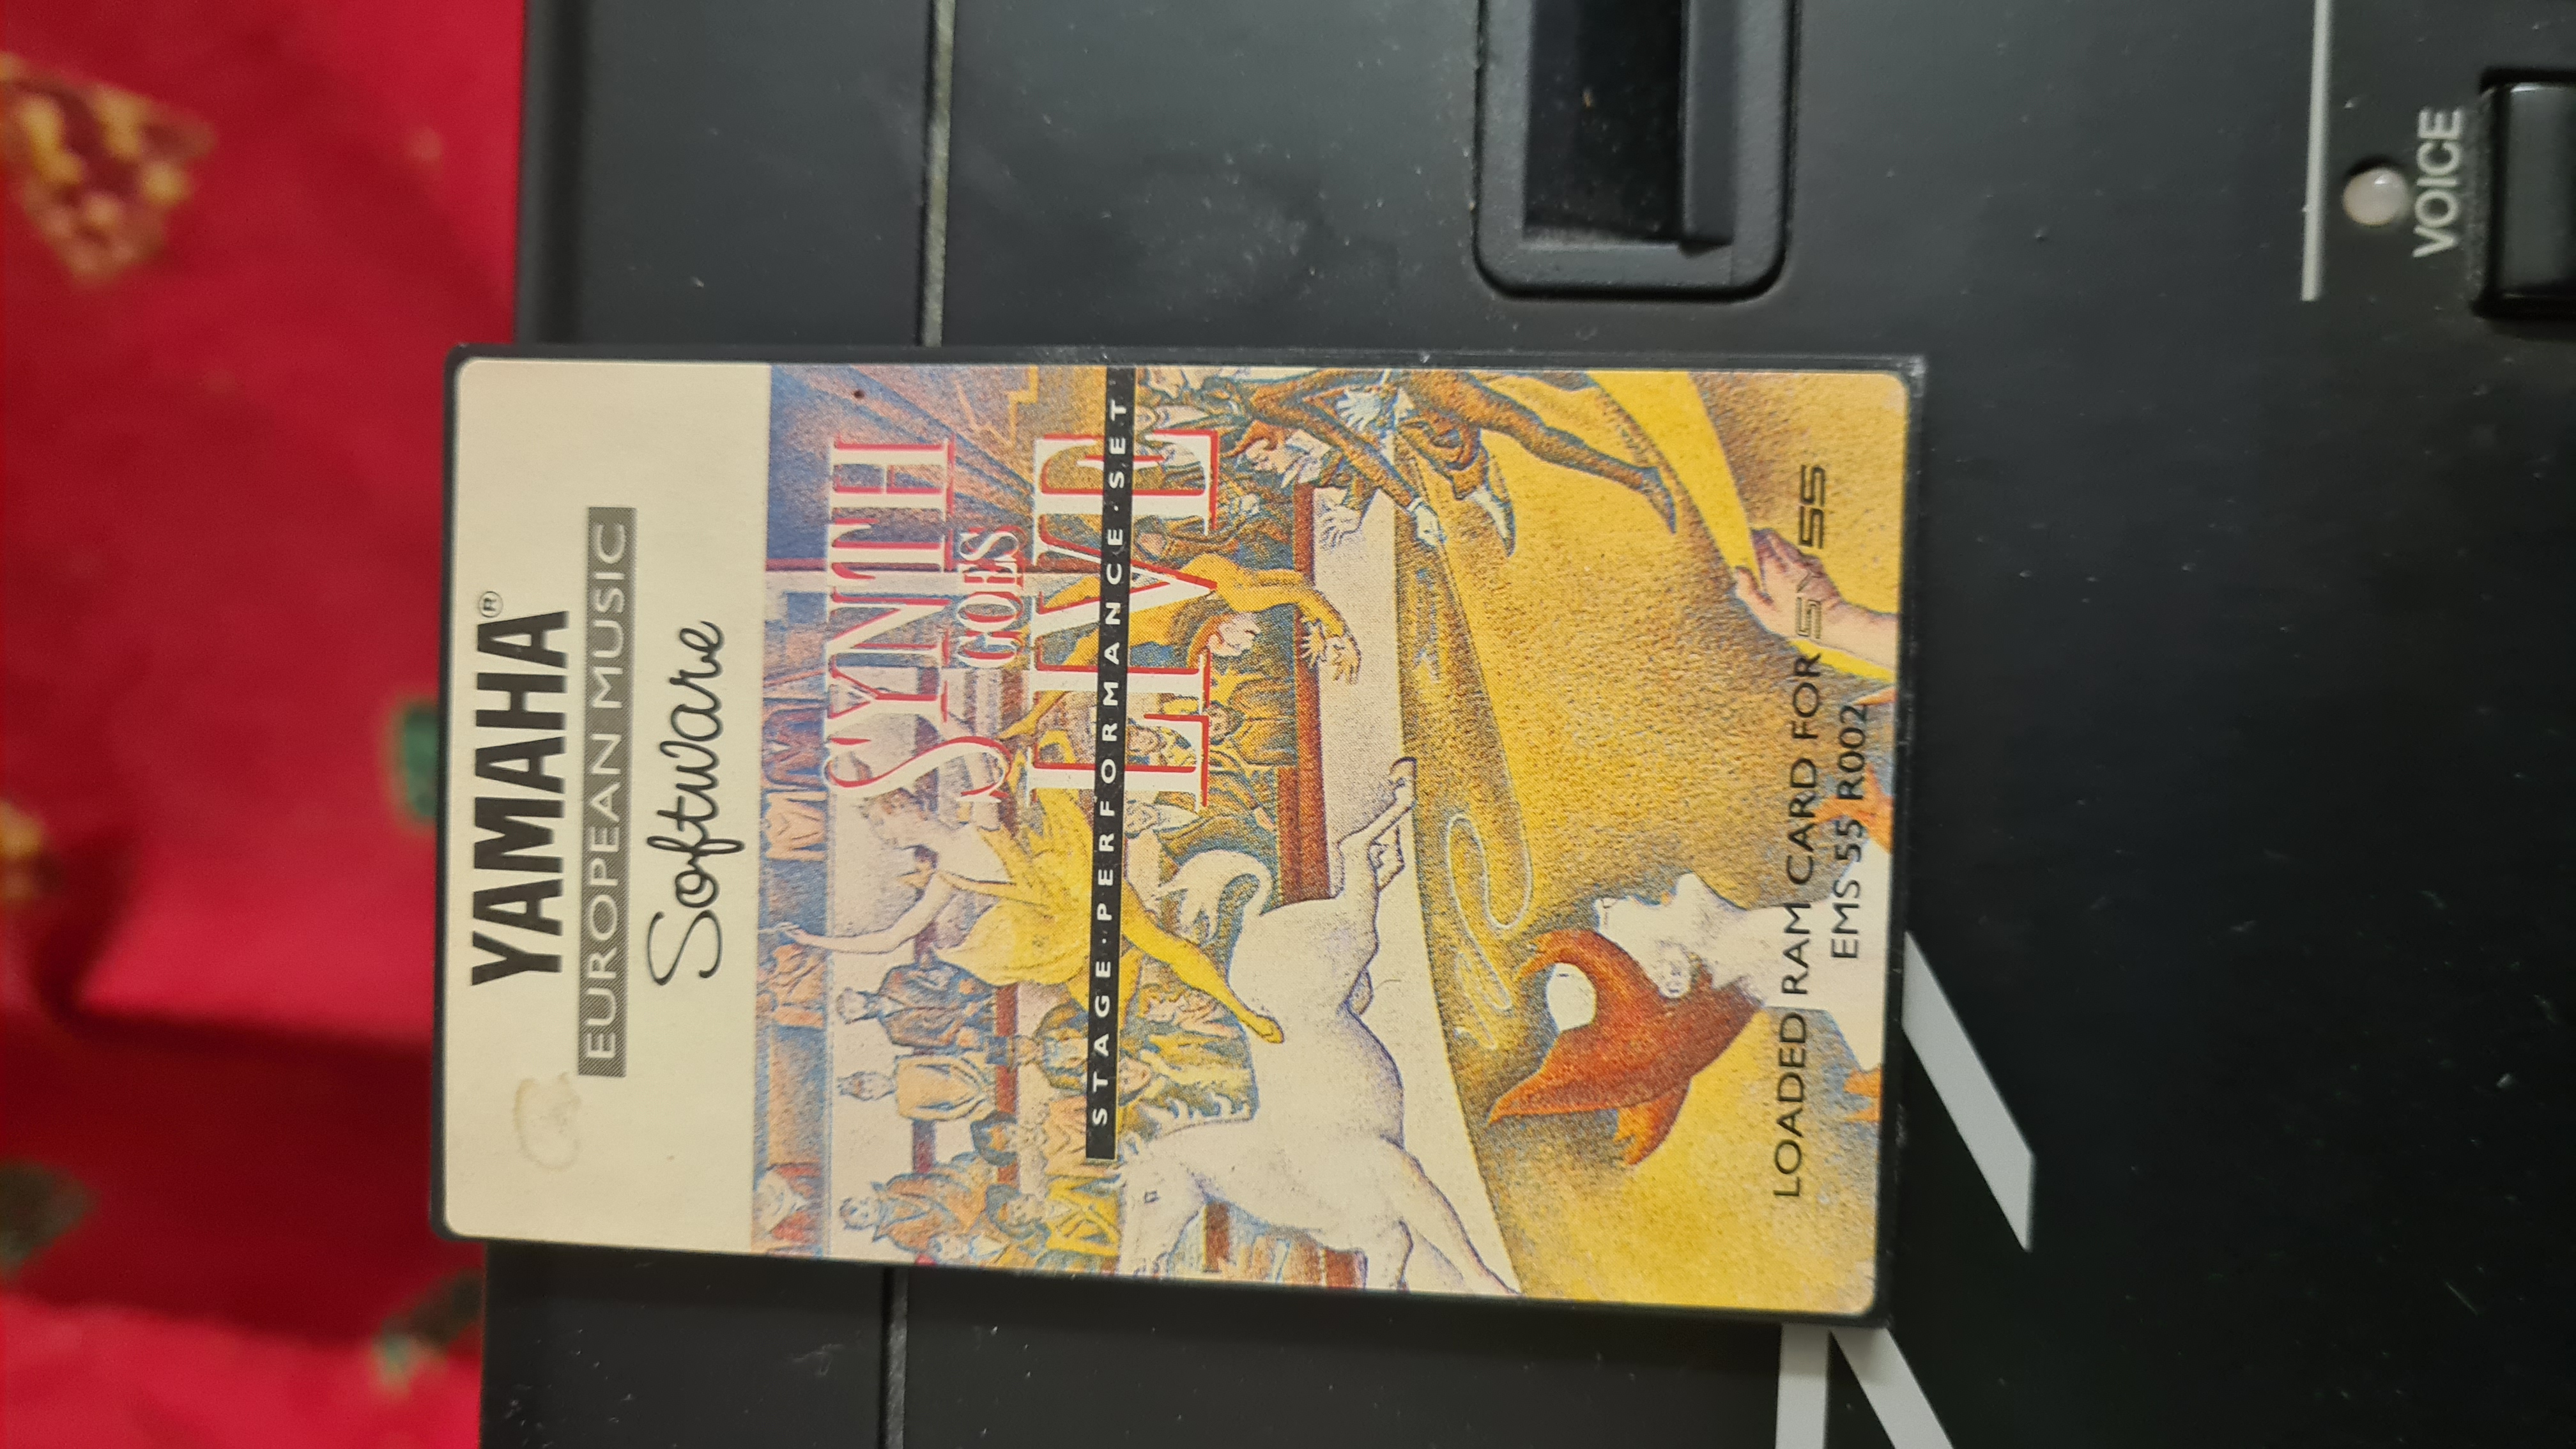 YAMAHA®
EUROPEAN MUSIC
Software
SYNTH
GOES
LIVE
STAGE·PERFORMANCE·SET
LOADED RAM CARD FOR SY55
EMS 55 R002
VOICE